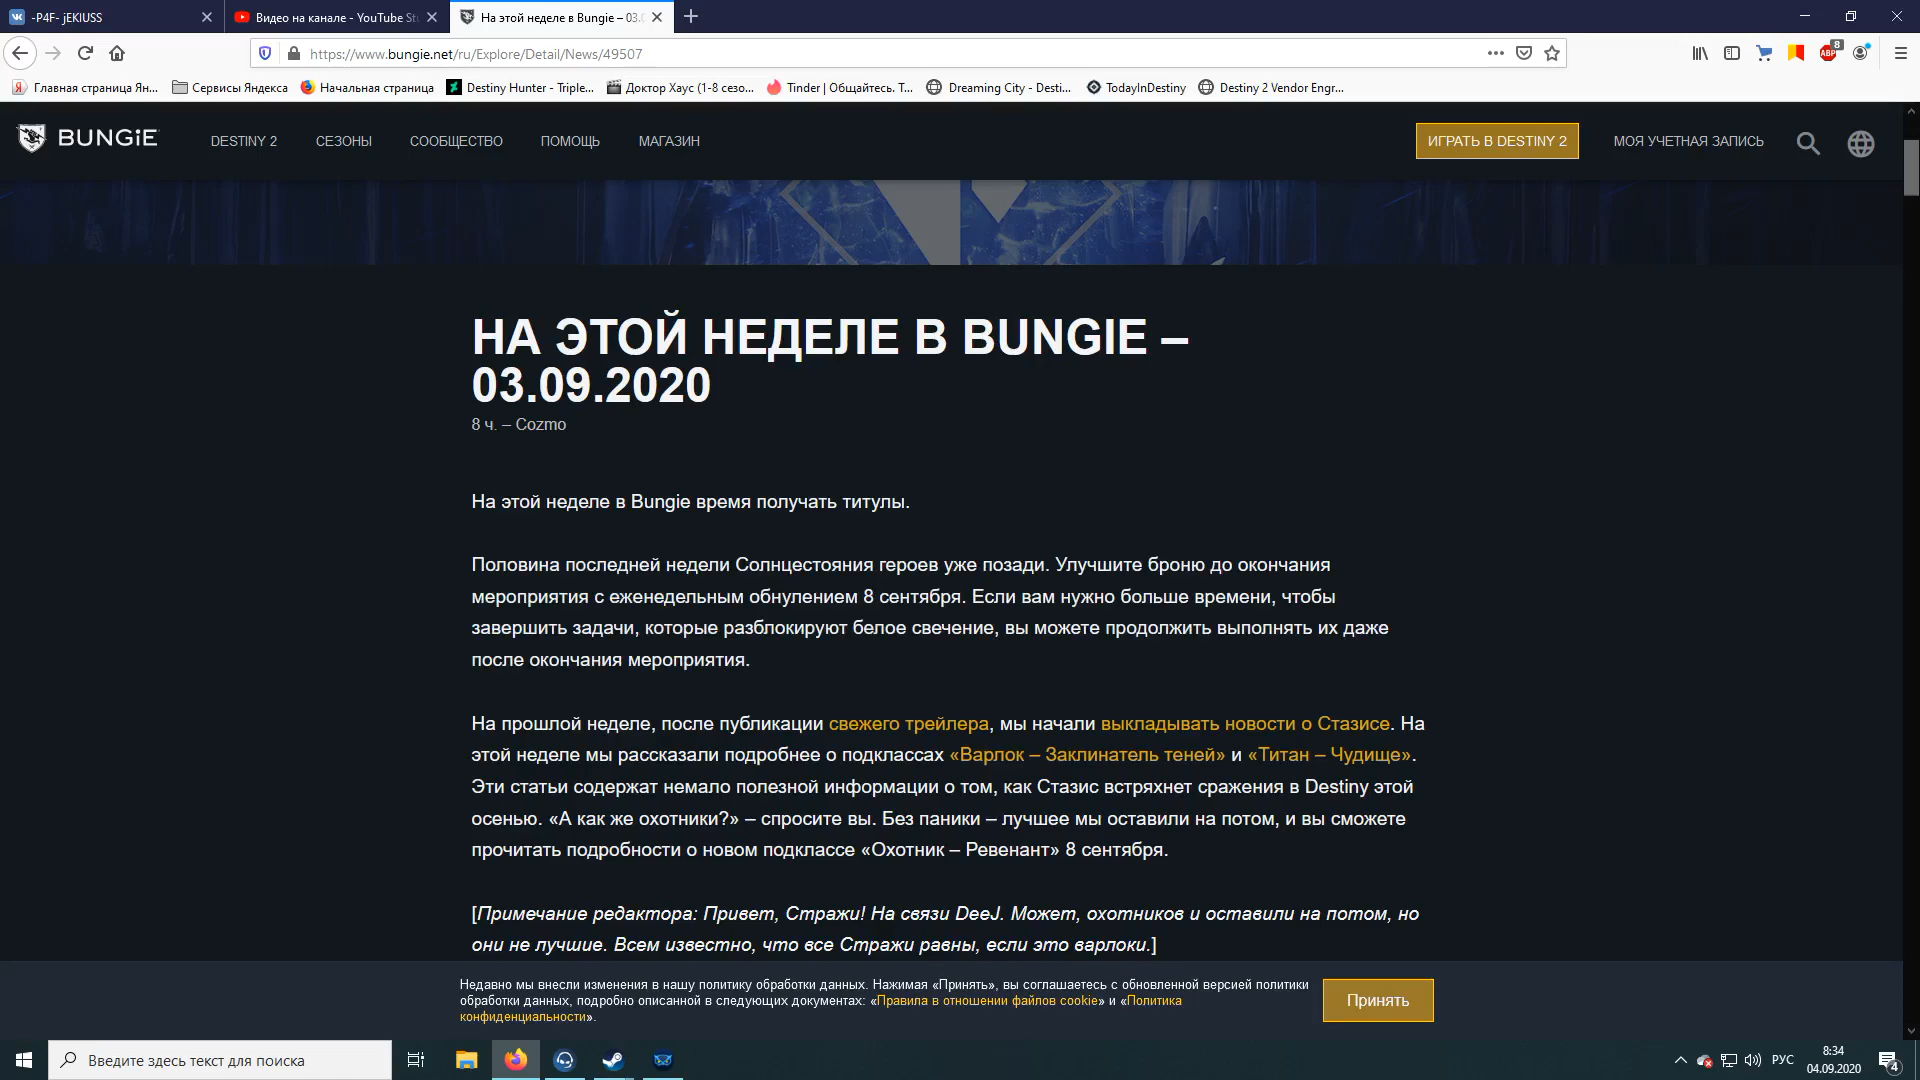 -P4F- jEKIUSS
Видео на канале - YouTube St
На этой неделе в Bungie – 03.0
https://www.bungie.net/ru/Explore/Detail/News/49507
8
Главная страница Ян...
Сервисы Яндекса
Начальная страница
Destiny Hunter - Triple...
Доктор Хаус (1-8 сезо...
Tinder | Общайтесь. Т...
Dreaming City - Desti...
TodayInDestiny
Destiny 2 Vendor Engr...
BUNGiE
DESTINY 2
СЕЗОНЫ
СООБЩЕСТВО
ПОМОЩЬ
МАГАЗИН
ИГРАТЬ В DESTINY 2
МОЯ УЧЕТНАЯ ЗАПИСЬ
НА ЭТОЙ НЕДЕЛЕ В BUNGIE –
03.09.2020
8 ч. – Cozmo
На этой неделе в Bungie время получать титулы.
Половина последней недели Солнцестояния героев уже позади. Улучшите броню до окончания
мероприятия с еженедельным обнулением 8 сентября. Если вам нужно больше времени, чтобы
завершить задачи, которые разблокируют белое свечение, вы можете продолжить выполнять их даже
после окончания мероприятия.
На прошлой неделе, после публикации свежего трейлера, мы начали выкладывать новости о Стазисе. На
этой неделе мы рассказали подробнее о подклассах «Варлок – Заклинатель теней» и «Титан – Чудище».
Эти статьи содержат немало полезной информации о том, как Стазис встряхнет сражения в Destiny этой
осенью. «А как же охотники?» – спросите вы. Без паники – лучшее мы оставили на потом, и вы сможете
прочитать подробности о новом подклассе «Охотник – Ревенант» 8 сентября.
[Примечание редактора: Привет, Стражи! На связи DeeJ. Может, охотников и оставили на потом, но
они не лучшие. Всем известно, что все Стражи равны, если это варлоки.]
Недавно мы внесли изменения в нашу политику обработки данных. Нажимая «Принять», вы соглашаетесь с обновленной версией политики
обработки данных, подробно описанной в следующих документах: «Правила в отношении файлов cookie» и «Политика
конфиденциальности».
Принять
Введите здесь текст для поиска
РУС
8:34
04.09.2020
4